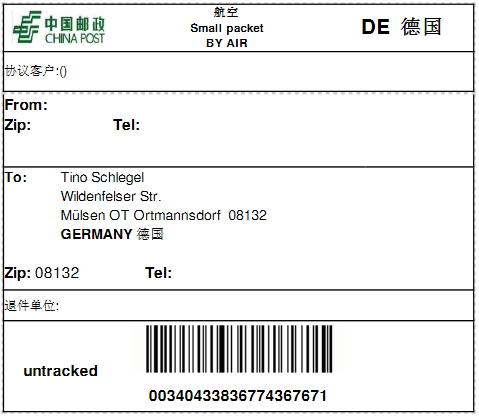 中国邮政
CHINA POST
航空
Small packet
BY AIR
DE 德国
协议客户:()
From:
Zip: Tel:
To: Tino Schlegel
Wildenfelser Str.
Mülsen OT Ortmannsdorf 08132
GERMANY 德国
Zip: 08132 Tel:
退件单位:
untracked
00340433836774367671